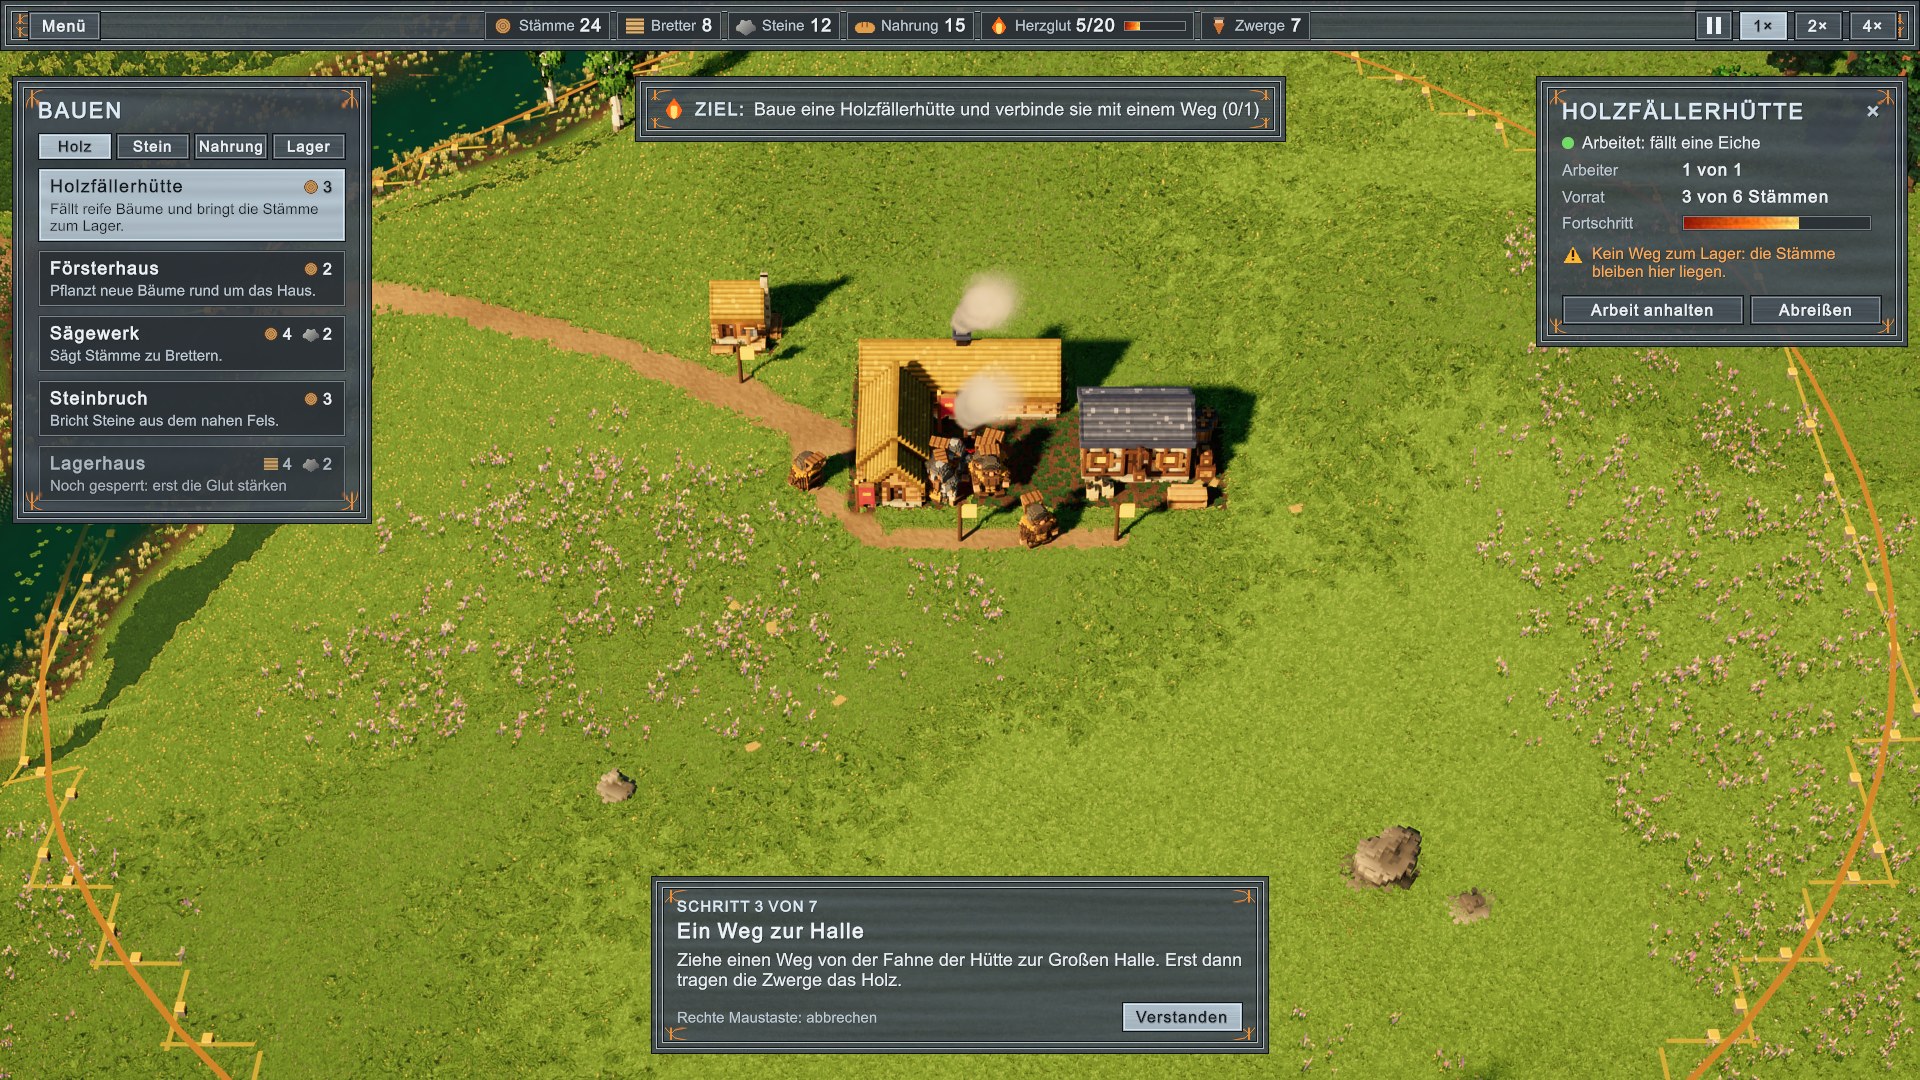 Menü
Stämme 24
Bretter 8
Steine 12
Nahrung 15
Herzglut 5/20
Zwerge 7
1×
2×
4×
BAUEN
Holz
Stein
Nahrung
Lager
Holzfällerhütte 3
Fällt reife Bäume und bringt die Stämme
zum Lager.
Försterhaus 2
Pflanzt neue Bäume rund um das Haus.
Sägewerk 4 2
Sägt Stämme zu Brettern.
Steinbruch 3
Bricht Steine aus dem nahen Fels.
Lagerhaus 4 2
Noch gesperrt: erst die Glut stärken
ZIEL: Baue eine Holzfällerhütte und verbinde sie mit einem Weg (0/1)
HOLZFÄLLERHÜTTE ×
Arbeitet: fällt eine Eiche
Arbeiter 1 von 1
Vorrat 3 von 6 Stämmen
Fortschritt
Kein Weg zum Lager: die Stämme
bleiben hier liegen.
Arbeit anhalten
Abreißen
SCHRITT 3 VON 7
Ein Weg zur Halle
Ziehe einen Weg von der Fahne der Hütte zur Großen Halle. Erst dann
tragen die Zwerge das Holz.
Rechte Maustaste: abbrechen
Verstanden